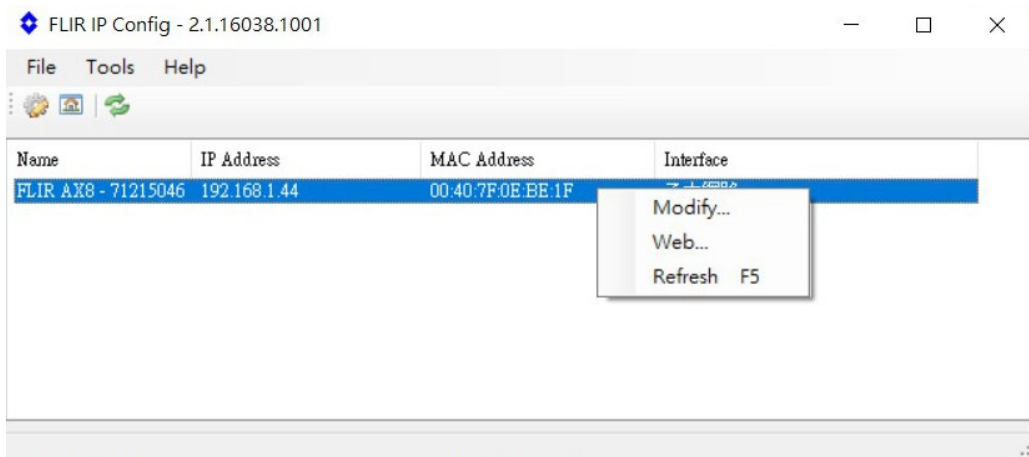 FLIR IP Config - 2.1.16038.1001
File Tools Help
Name IP Address MAC Address Interface
FLIR AX8 - 71215046 192.168.1.44 00:40:7F:0E:BE:1F
Modify...
Web...
Refresh F5